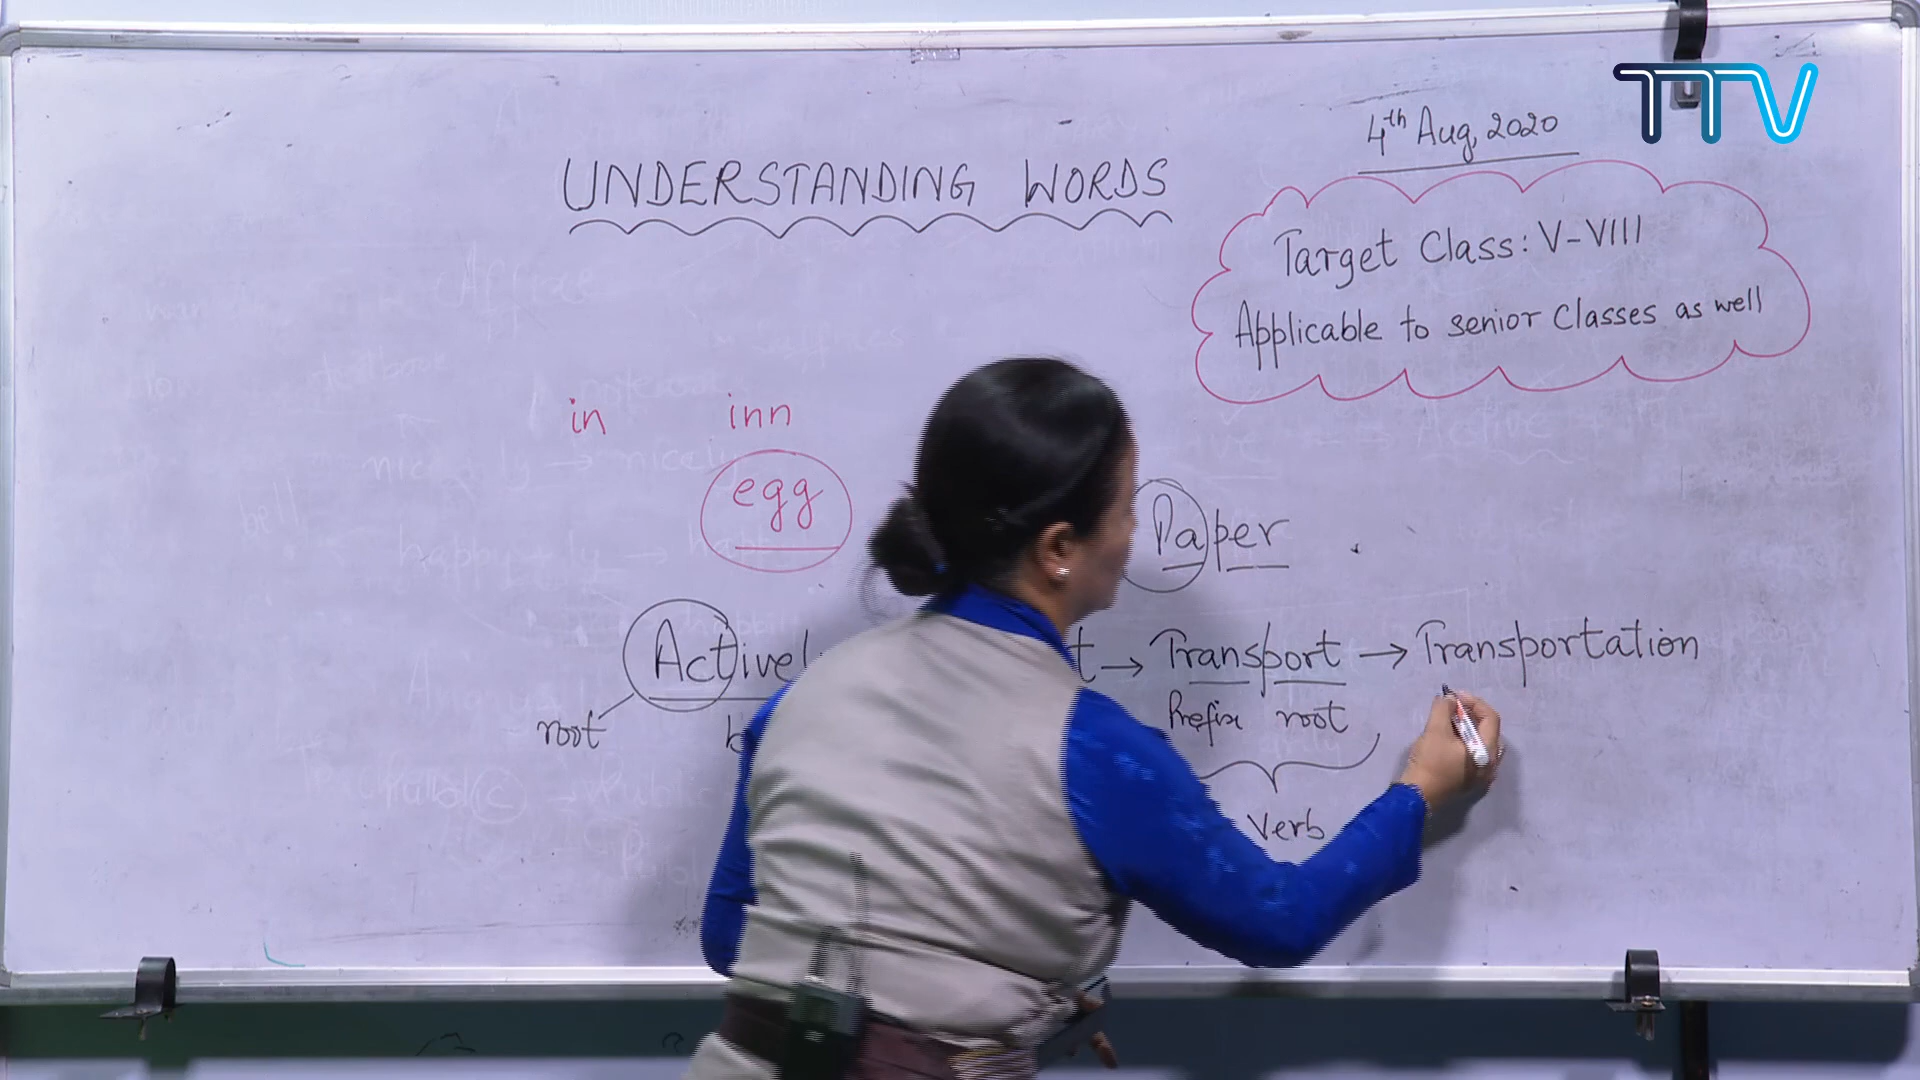 TTV
4th Aug, 2020
UNDERSTANDING WORDS
Target Class: V-VIII
Applicable to senior Classes as well
in inn
egg
Paper
Activel
t → Transport → Transportation
root
Prefix root
Verb